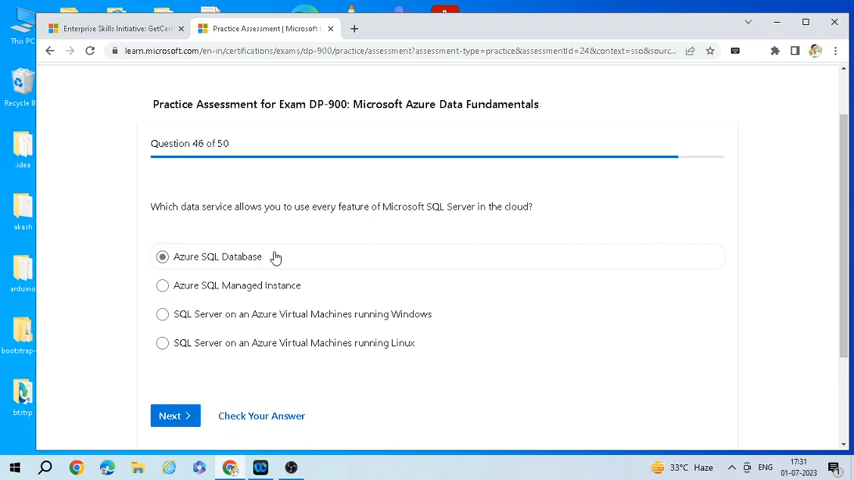 This PC
Enterprise Skills Initiative: GetCert
Practice Assessment | Microsoft
learn.microsoft.com/en-in/certifications/exams/dp-900/practice/assessment?assessment-type=practice&assessmentId=24&context=sso&sourc...
Recycle B
Practice Assessment for Exam DP-900: Microsoft Azure Data Fundamentals
Question 46 of 50
.idea
Which data service allows you to use every feature of Microsoft SQL Server in the cloud?
akash
Azure SQL Database
Azure SQL Managed Instance
arduino
SQL Server on an Azure Virtual Machines running Windows
SQL Server on an Azure Virtual Machines running Linux
bootstrap-
btstrp
Next
Check Your Answer
33°C Haze
ENG
17:31
01-07-2023